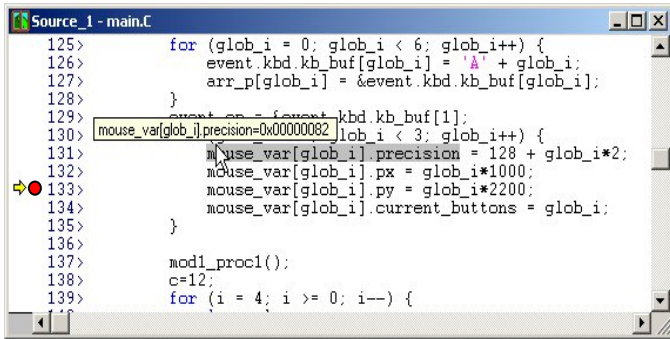 Source_1 - main.C
125> for (glob_i = 0; glob_i < 6; glob_i++) {
126> event.kbd.kb_buf[glob_i] = 'A' + glob_i;
127> arr_p[glob_i] = &event.kbd.kb_buf[glob_i];
128> }
129> kbd.kb_buf[1];
mouse_var[glob_i].precision=0x00000082
130> glob_i < 3; glob_i++) {
131> mouse_var[glob_i].precision = 128 + glob_i*2;
132> mouse_var[glob_i].px = glob_i*1000;
133> mouse_var[glob_i].py = glob_i*2200;
134> mouse_var[glob_i].current_buttons = glob_i;
135> }
136>
137> mod1_proc1();
138> c=12;
139> for (i = 4; i >= 0; i--) {